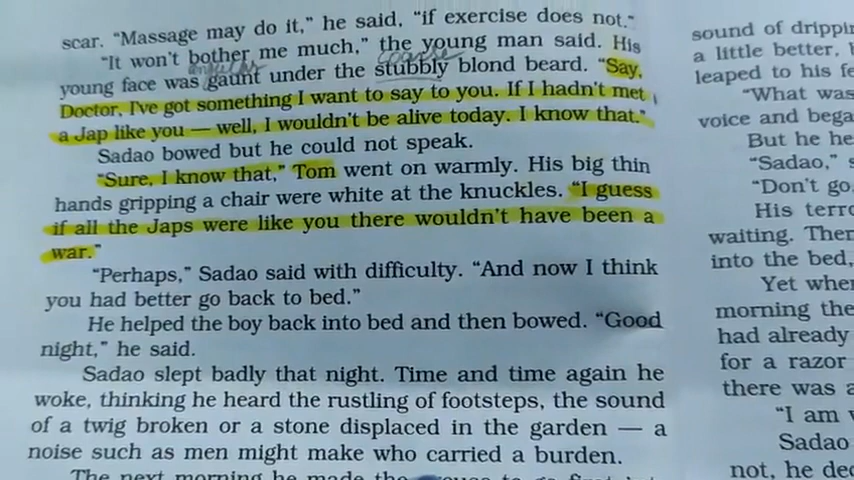 scar. “Massage may do it,” he said, “if exercise does not.”
“It won't bother me much,” the young man said. His
coarse
young face was gaunt under the stubbly blond beard. “Say,
Doctor, I've got something I want to say to you. If I hadn't met
a Jap like you — well, I wouldn't be alive today. I know that.”
Sadao bowed but he could not speak.
“Sure, I know that,” Tom went on warmly. His big thin
hands gripping a chair were white at the knuckles. “I guess
if all the Japs were like you there wouldn't have been a
war.”
“Perhaps,” Sadao said with difficulty. “And now I think
you had better go back to bed.”
He helped the boy back into bed and then bowed. “Good
night,” he said.
Sadao slept badly that night. Time and time again he
woke, thinking he heard the rustling of footsteps, the sound
of a twig broken or a stone displaced in the garden — a
noise such as men might make who carried a burden.
The next morning he made the
sound of
a little better,
leaped to his
“What was
voice and
But he
“Sadao,”
“Don't go
His
waiting.
into the bed,
Yet
morning the
had already
for a razor
there was
“I am
Sadao
not, he